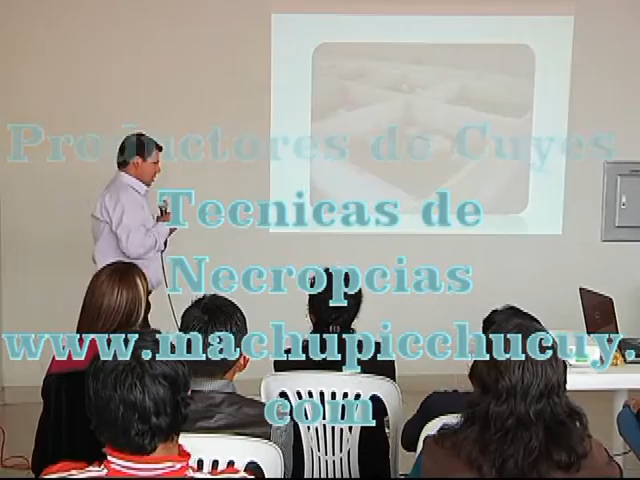 Productores de Cuyes
Tecnicas de
Necropcias
www.machupicchucuy.
com